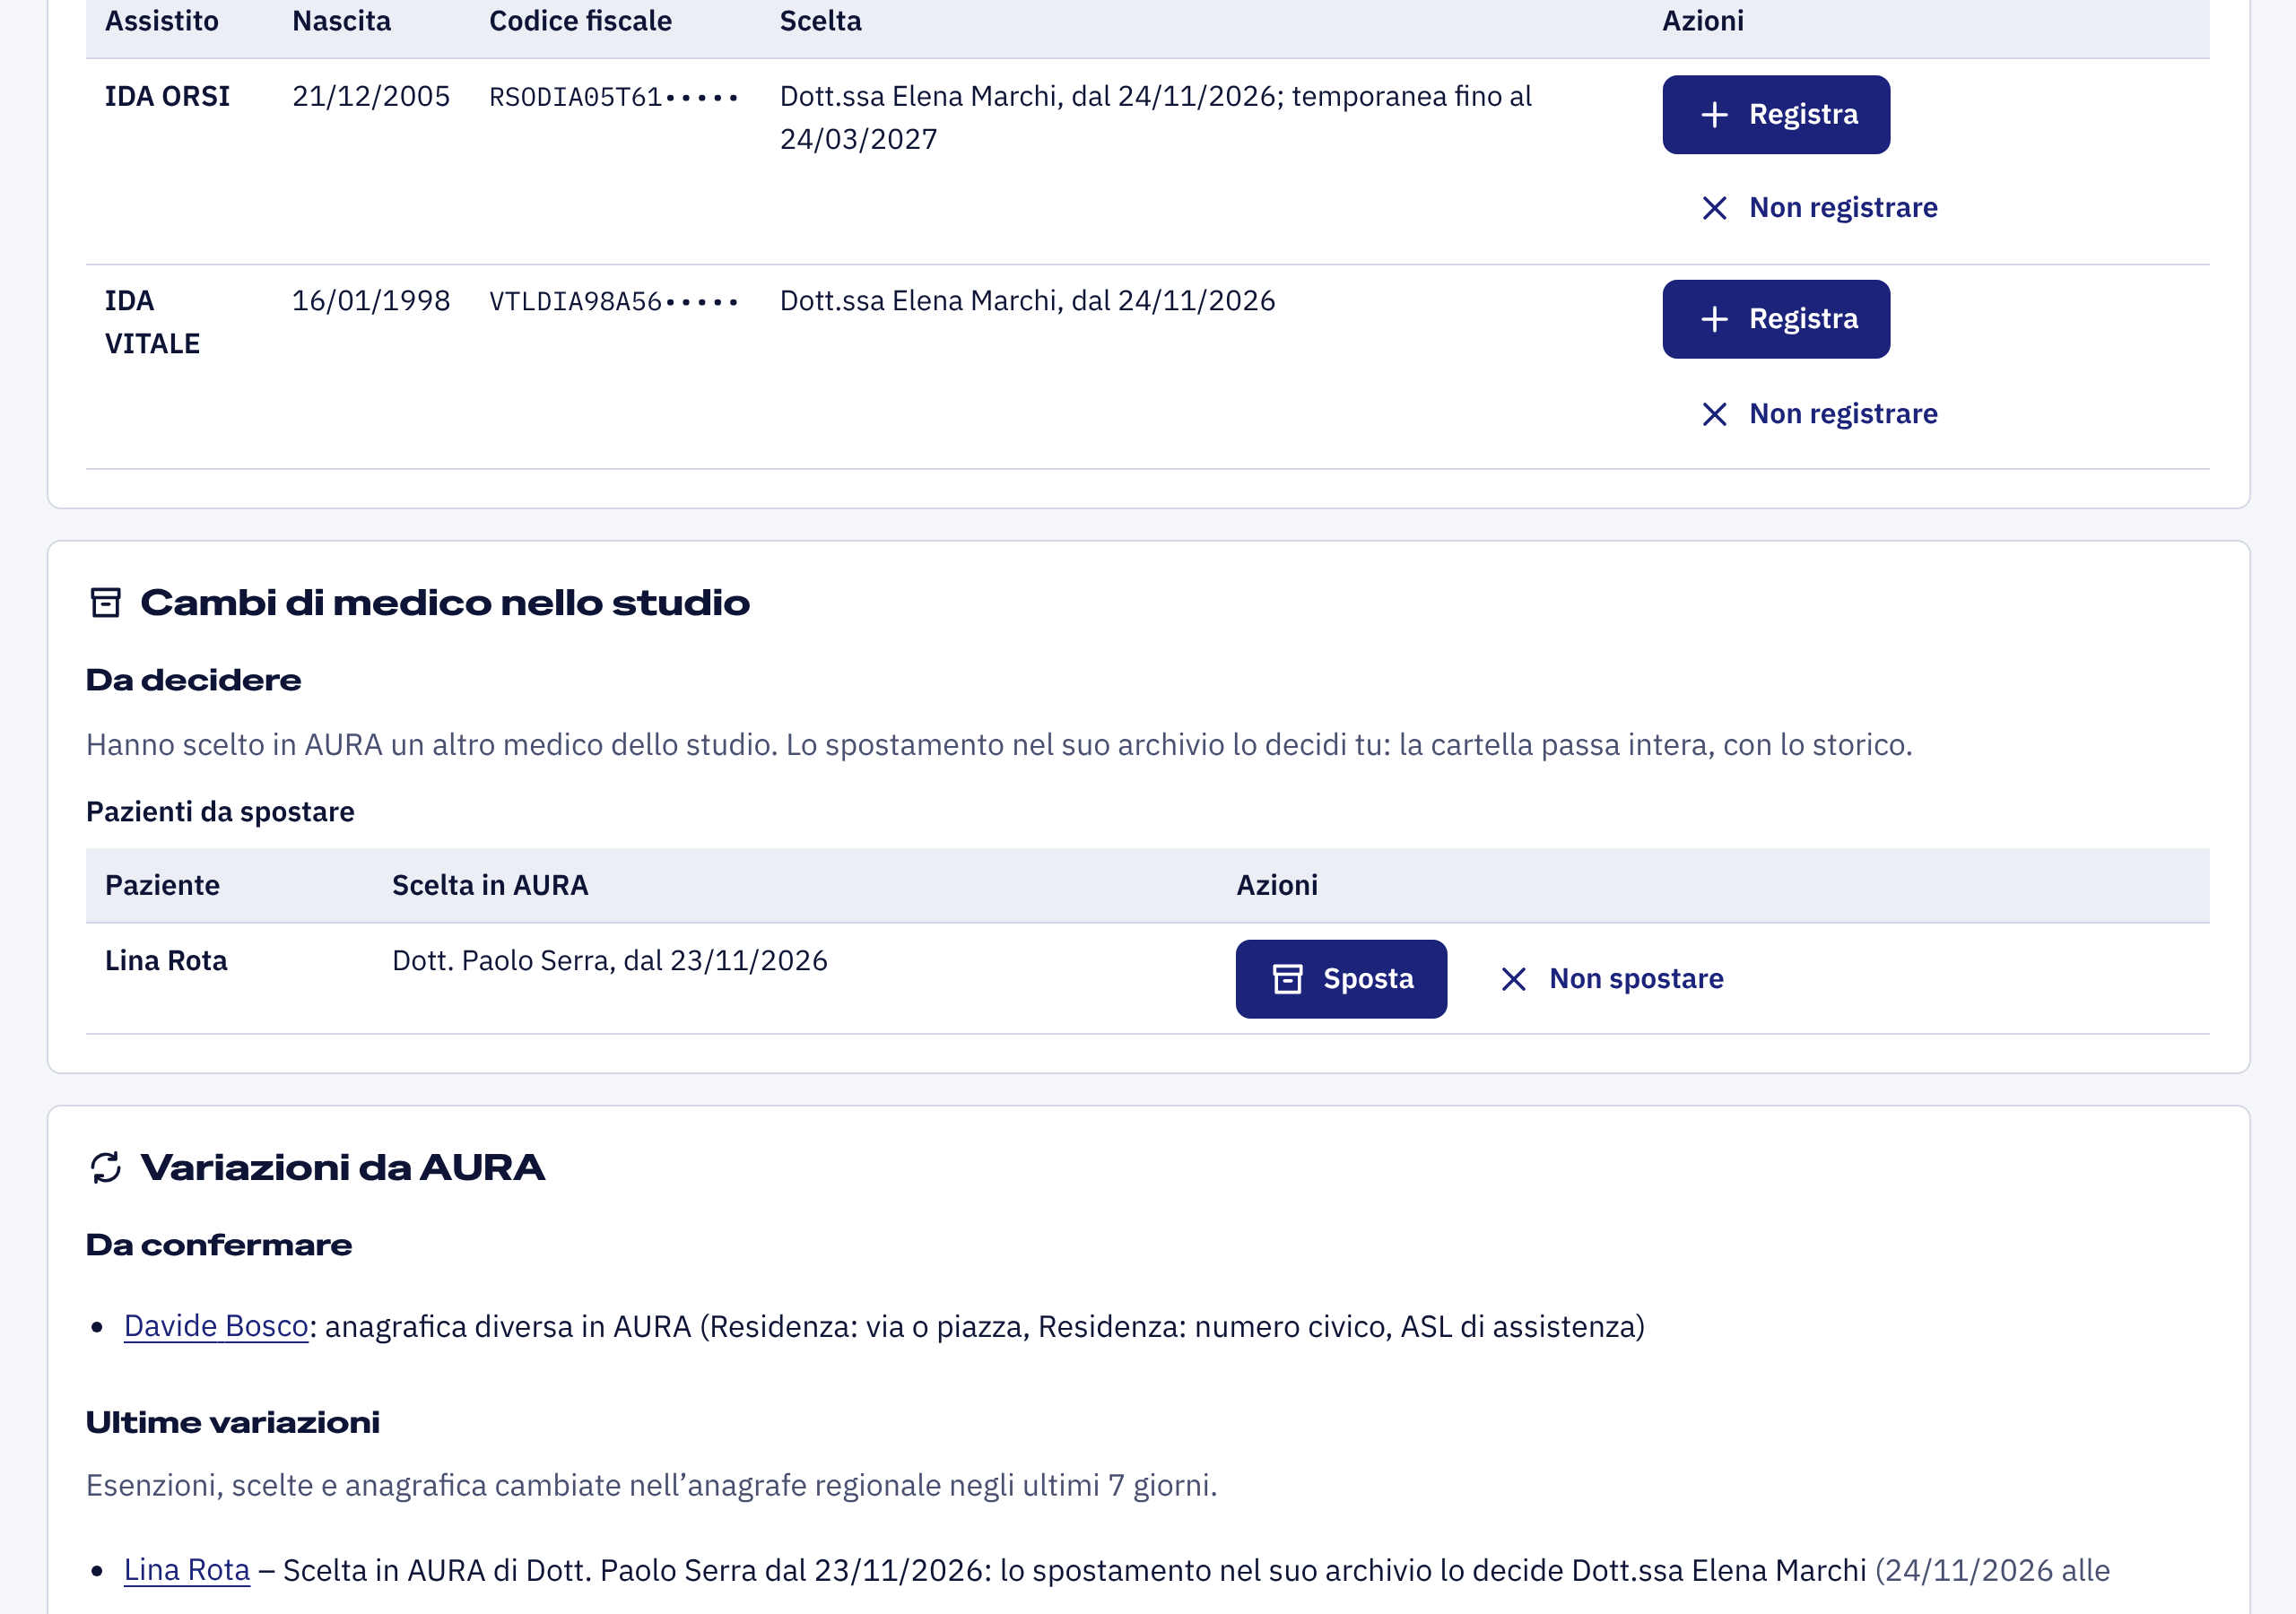 Assistito Nascita Codice fiscale Scelta Azioni
IDA ORSI 21/12/2005 RSODIA05T61••••• Dott.ssa Elena Marchi, dal 24/11/2026; temporanea fino al
24/03/2027
Registra
Non registrare
IDA
VITALE
16/01/1998 VTLDIA98A56••••• Dott.ssa Elena Marchi, dal 24/11/2026
Registra
Non registrare
Cambi di medico nello studio
Da decidere
Hanno scelto in AURA un altro medico dello studio. Lo spostamento nel suo archivio lo decidi tu: la cartella passa intera, con lo storico.
Pazienti da spostare
Paziente Scelta in AURA Azioni
Lina Rota Dott. Paolo Serra, dal 23/11/2026 Sposta Non spostare
Variazioni da AURA
Da confermare
• Davide Bosco: anagrafica diversa in AURA (Residenza: via o piazza, Residenza: numero civico, ASL di assistenza)
Ultime variazioni
Esenzioni, scelte e anagrafica cambiate nell’anagrafe regionale negli ultimi 7 giorni.
• Lina Rota – Scelta in AURA di Dott. Paolo Serra dal 23/11/2026: lo spostamento nel suo archivio lo decide Dott.ssa Elena Marchi (24/11/2026 alle